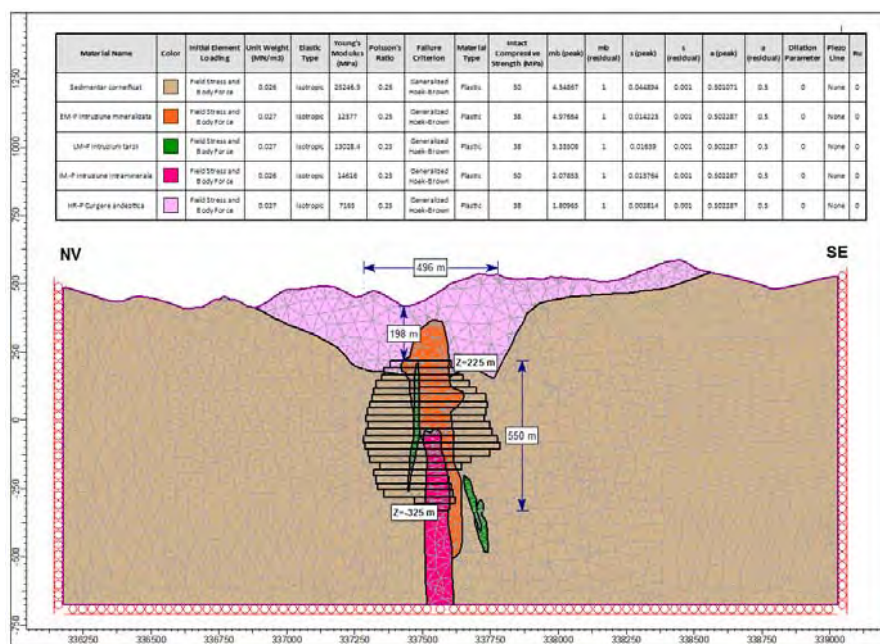 Material Name Color Initial Element Loading Unit Weight (MN/m3) Elastic Type Young's Modulus (MPa) Poisson's Ratio Failure Criterion Material Type Intact Compressive Strength (MPa) mb (peak) mb (residual) s (peak) s (residual) a (peak) a (residual) Dilation Parameter Piezo Line Ru
Sedimentar corneificat Field Stress and Body Force 0.026 Isotropic 0.25 Generalized Hoek-Brown Plastic 50 1 0.044894 0.001 0.501071 0.5 0 None 0
EM-P intruziune mineralizata Field Stress and Body Force 0.027 Isotropic 12377 0.25 Generalized Hoek-Brown Plastic 38 1 0.014223 0.001 0.502287 0.5 0 None 0
LM-P intruziuni tarzii Field Stress and Body Force 0.027 Isotropic 13028.4 0.25 Generalized Hoek-Brown Plastic 38 1 0.01639 0.001 0.502287 0.5 0 None 0
IM-P intruziune intraminerale Field Stress and Body Force 0.026 Isotropic 14616 0.25 Generalized Hoek-Brown Plastic 50 1 0.001 0.502287 0.5 0 None 0
HR-P Curgere andezitica Field Stress and Body Force 0.027 Isotropic 0.25 Generalized Hoek-Brown Plastic 38 1 0.002814 0.001 0.502287 0.5 0 None 0
NV
SE
496 m
198 m
Z=225 m
550 m
Z=-325 m
1250
1000
750
500
250
0
-250
-500
-750
336250 336500 336750 337000 337250 337500 337750 338000 338250 338500 338750 339000